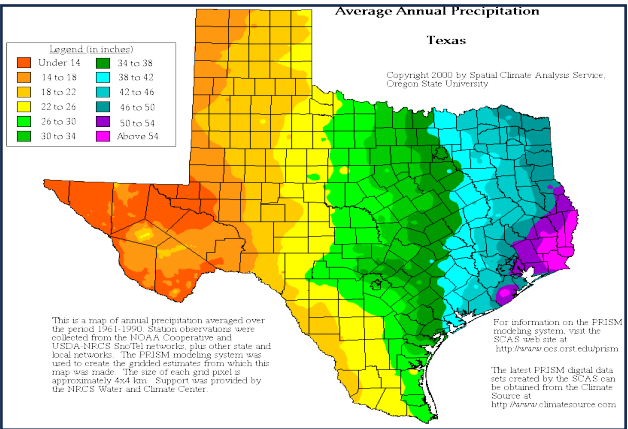 Average Annual Precipitation
Texas
Legend (in inches)
Under 14
14 to 18
18 to 22
22 to 26
26 to 30
30 to 34
34 to 38
38 to 42
42 to 46
46 to 50
50 to 54
Above 54
Copyright 2000 by Spatial Climate Analysis Service,
Oregon State University
This is a map of annual precipitation averaged over
the period 1961-1990. Station observations were
collected from the NOAA Cooperative and
USDA-NRCS SnoTel networks, plus other state and
local networks. The PRISM modeling system was
used to create the gridded estimates from which this
map was made. The size of each grid pixel is
approximately 4x4 km. Support was provided by
the NRCS Water and Climate Center.
For information on the PRISM
modeling system, visit the
SCAS web site at
http://www.ocs.orst.edu/prism
The latest PRISM digital data
sets created by the SCAS can
be obtained from the Climate
Source at
http://www.climatesource.com